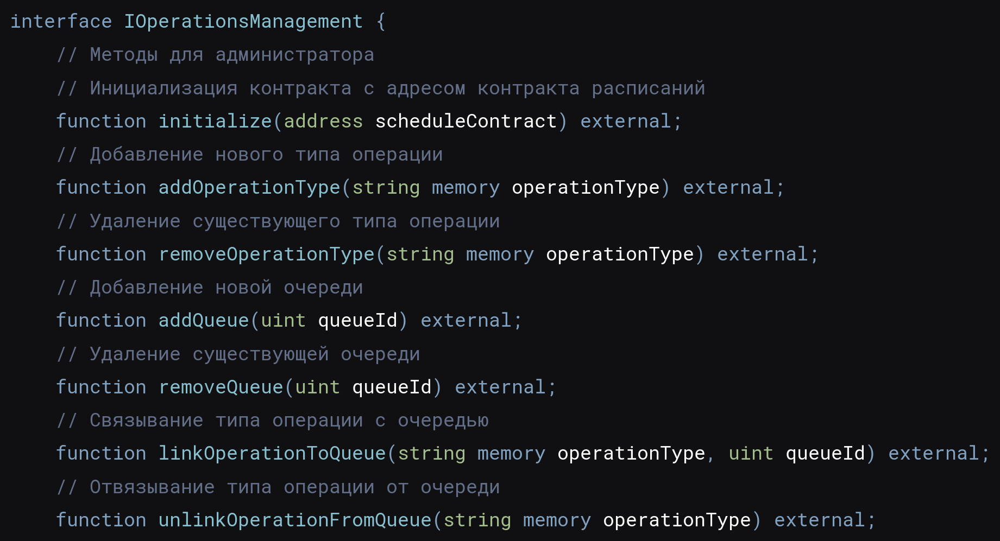 interface IOperationsManagement {
    // Методы для администратора
    // Инициализация контракта с адресом контракта расписаний
    function initialize(address scheduleContract) external;
    // Добавление нового типа операции
    function addOperationType(string memory operationType) external;
    // Удаление существующего типа операции
    function removeOperationType(string memory operationType) external;
    // Добавление новой очереди
    function addQueue(uint queueId) external;
    // Удаление существующей очереди
    function removeQueue(uint queueId) external;
    // Связывание типа операции с очередью
    function linkOperationToQueue(string memory operationType, uint queueId) external;
    // Отвязывание типа операции от очереди
    function unlinkOperationFromQueue(string memory operationType) external;